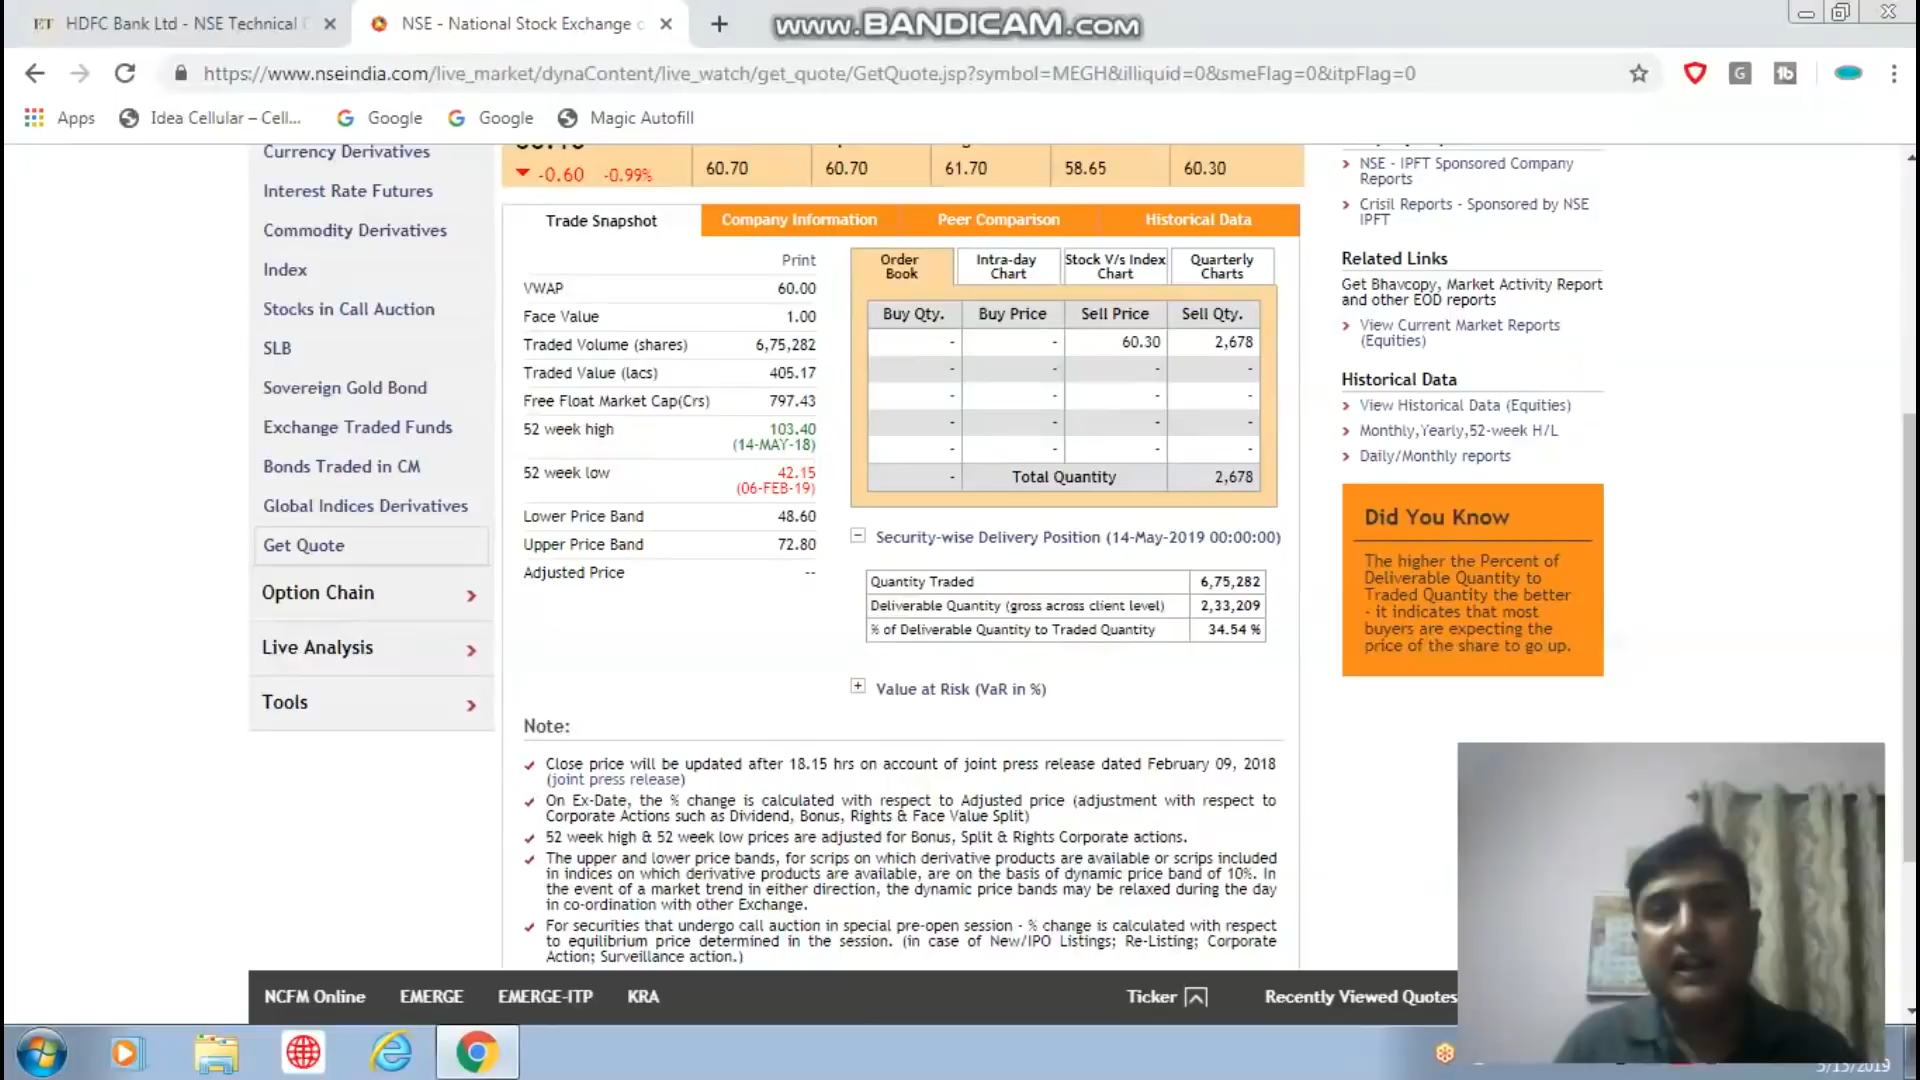 HDFC Bank Ltd - NSE Technical
NSE - National Stock Exchange
www.BANDICAM.com
https://www.nseindia.com/live_market/dynaContent/live_watch/get_quote/GetQuote.jsp?symbol=MEGH&illiquid=0&smeFlag=0&itpFlag=0
Apps
Idea Cellular – Cell...
Google
Google
Magic Autofill
Currency Derivatives
Interest Rate Futures
Commodity Derivatives
Index
Stocks in Call Auction
SLB
Sovereign Gold Bond
Exchange Traded Funds
Bonds Traded in CM
Global Indices Derivatives
Get Quote
Option Chain
Live Analysis
Tools
-0.60 -0.99% 60.70 60.70 61.70 58.65 60.30
Trade Snapshot Company Information Peer Comparison Historical Data
Print
VWAP 60.00
Face Value 1.00
Traded Volume (shares) 6,75,282
Traded Value (lacs) 405.17
Free Float Market Cap(Crs) 797.43
52 week high 103.40
(14-MAY-18)
52 week low 42.15
(06-FEB-19)
Lower Price Band 48.60
Upper Price Band 72.80
Adjusted Price --
Order Book
Intra-day Chart
Stock V/s Index Chart
Quarterly Charts
Buy Qty. Buy Price Sell Price Sell Qty.
- - 60.30 2,678
- - - -
- - - -
- - - -
- - - -
- Total Quantity 2,678
Security-wise Delivery Position (14-May-2019 00:00:00)
Quantity Traded 6,75,282
Deliverable Quantity (gross across client level) 2,33,209
% of Deliverable Quantity to Traded Quantity 34.54 %
Value at Risk (VaR in %)
Note:
Close price will be updated after 18.15 hrs on account of joint press release dated February 09, 2018
(joint press release)
On Ex-Date, the % change is calculated with respect to Adjusted price (adjustment with respect to
Corporate Actions such as Dividend, Bonus, Rights & Face Value Split)
52 week high & 52 week low prices are adjusted for Bonus, Split & Rights Corporate actions.
The upper and lower price bands, for scrips on which derivative products are available or scrips included
in indices on which derivative products are available, are on the basis of dynamic price band of 10%. In
the event of a market trend in either direction, the dynamic price bands may be relaxed during the day
in co-ordination with other Exchange.
For securities that undergo call auction in special pre-open session - % change is calculated with respect
to equilibrium price determined in the session. (in case of New/IPO Listings; Re-Listing; Corporate
Action; Surveillance action.)
NSE - IPFT Sponsored Company
Reports
Crisil Reports - Sponsored by NSE
IPFT
Related Links
Get Bhavcopy, Market Activity Report
and other EOD reports
View Current Market Reports
(Equities)
Historical Data
View Historical Data (Equities)
Monthly,Yearly,52-week H/L
Daily/Monthly reports
Did You Know
The higher the Percent of
Deliverable Quantity to
Traded Quantity the better
- it indicates that most
buyers are expecting the
price of the share to go up.
NCFM Online EMERGE EMERGE-ITP KRA Ticker Recently Viewed Quotes
5/15/2019